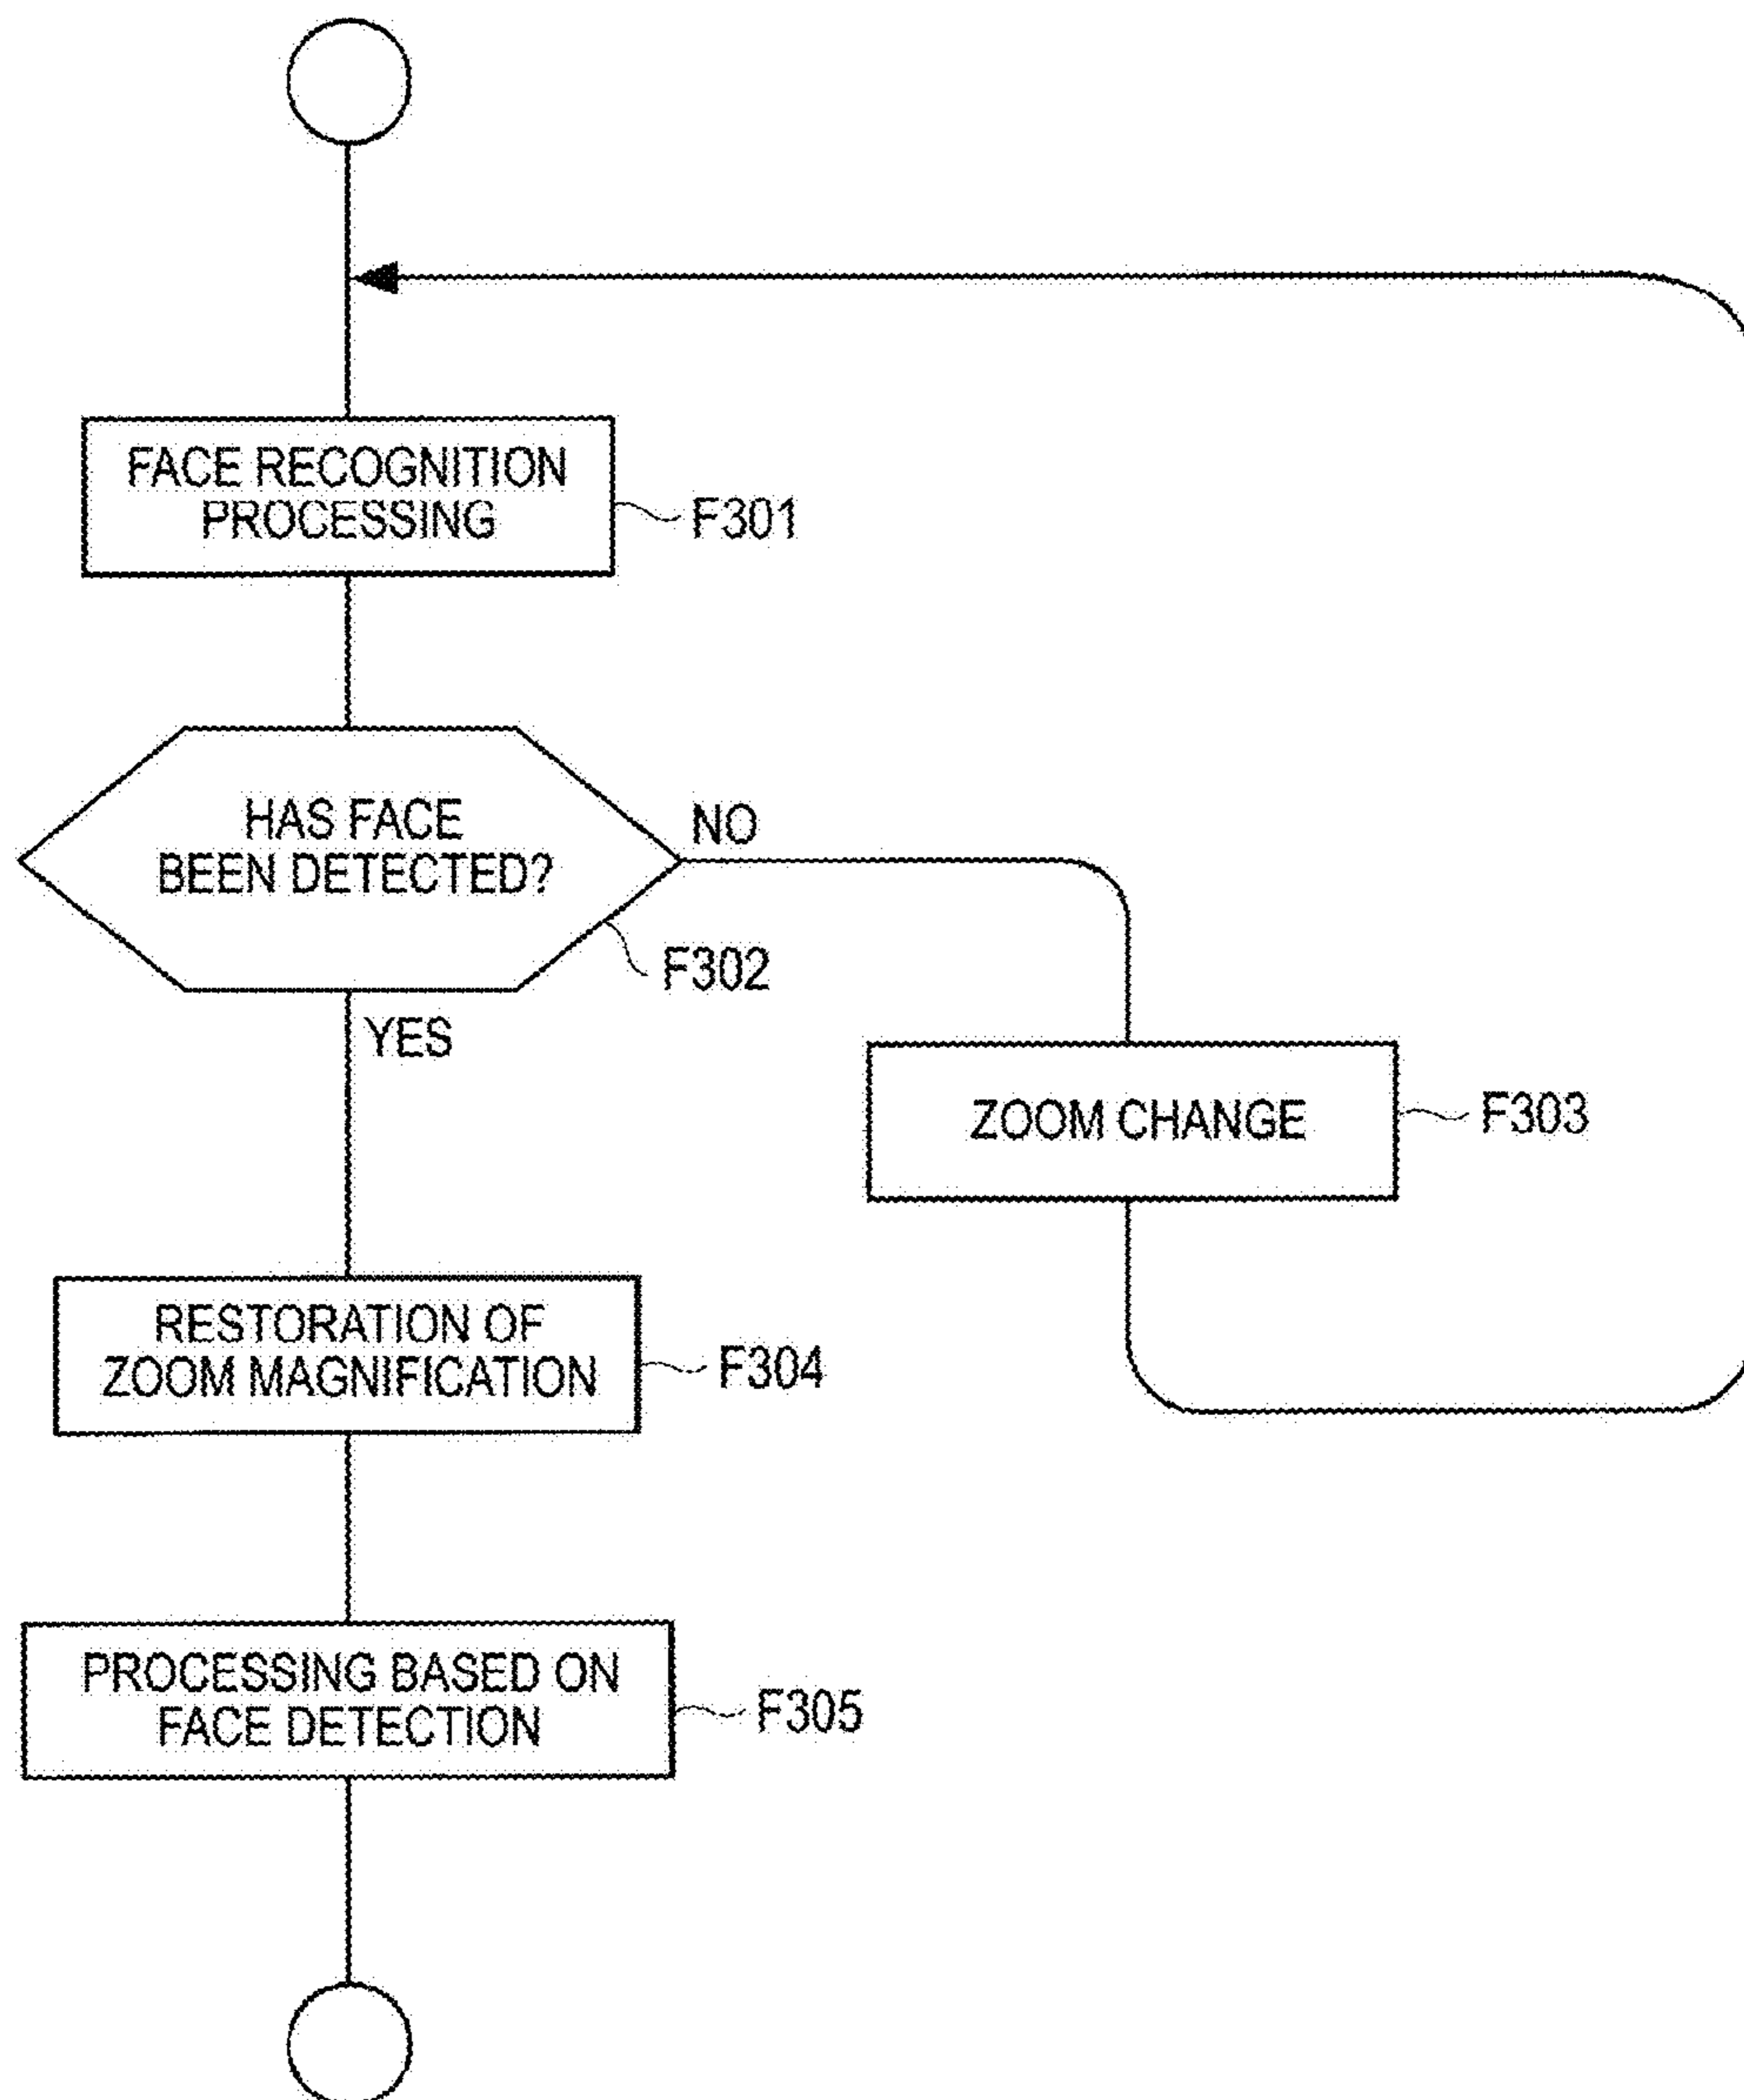 FACE RECOGNITION
PROCESSING
F301
HAS FACE
BEEN DETECTED?
NO
F302
YES
ZOOM CHANGE
F303
RESTORATION OF
ZOOM MAGNIFICATION
F304
PROCESSING BASED ON
FACE DETECTION
F305